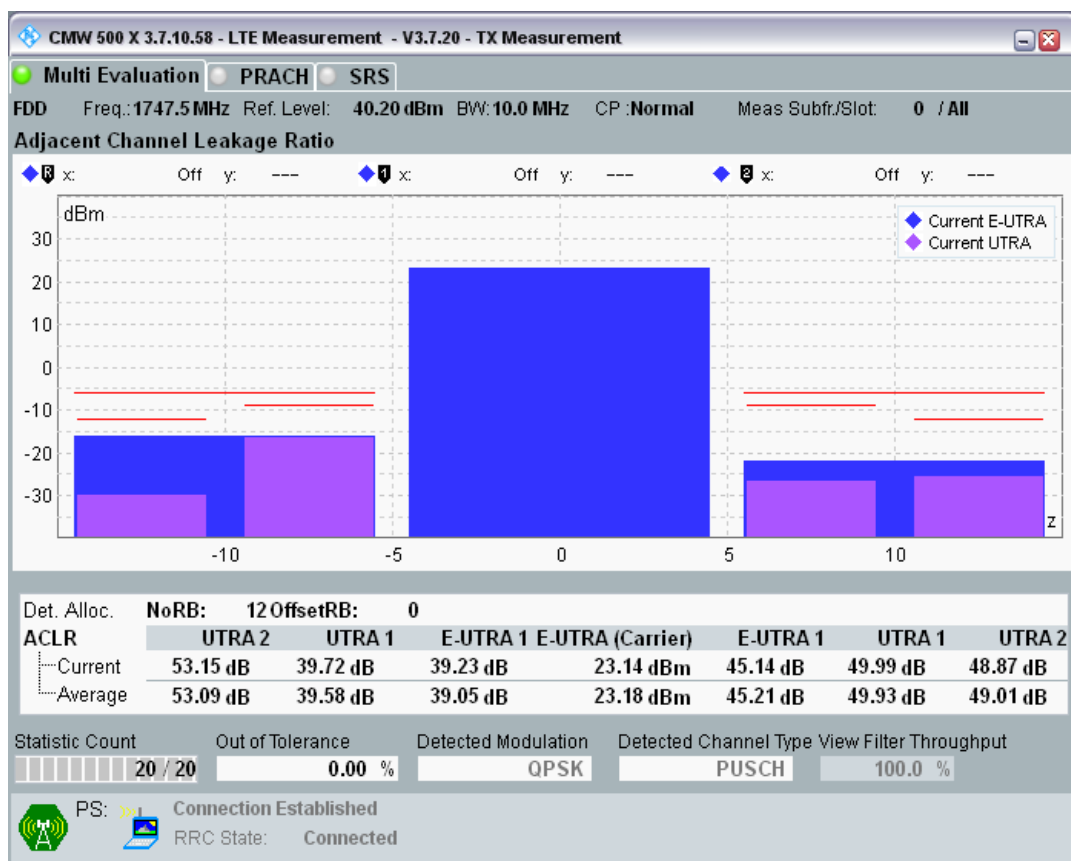 CMW 500 X 3.7.10.58 - LTE Measurement - V3.7.20 - TX Measurement
Multi Evaluation PRACH SRS
FDD Freq.: 1747.5 MHz Ref. Level: 40.20 dBm BW: 10.0 MHz CP : Normal Meas Subfr./Slot: 0 / All
Adjacent Channel Leakage Ratio
R x: Off y: --- 1 x: Off y: --- 2 x: Off y: ---
dBm
Current E-UTRA
Current UTRA
30
20
10
0
-10
-20
-30
z
-10 -5 0 5 10
Det. Alloc. NoRB: 12 OffsetRB: 0
ACLR UTRA 2 UTRA 1 E-UTRA 1 E-UTRA (Carrier) E-UTRA 1 UTRA 1 UTRA 2
Current 53.15 dB 39.72 dB 39.23 dB 23.14 dBm 45.14 dB 49.99 dB 48.87 dB
Average 53.09 dB 39.58 dB 39.05 dB 23.18 dBm 45.21 dB 49.93 dB 49.01 dB
Statistic Count Out of Tolerance Detected Modulation Detected Channel Type View Filter Throughput
20 / 20 0.00 % QPSK PUSCH 100.0 %
PS: Connection Established
RRC State: Connected